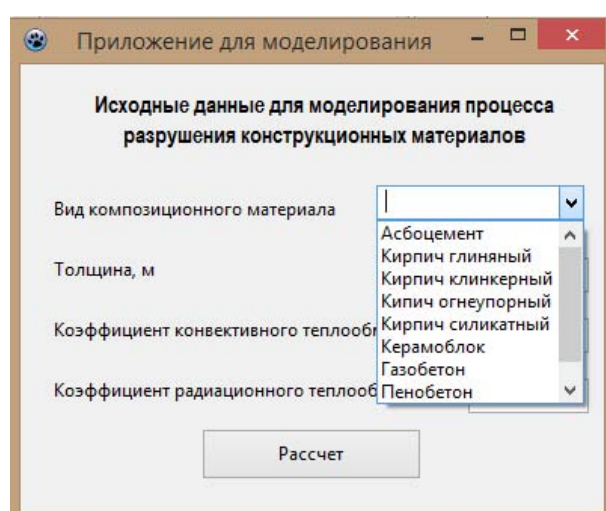 Приложение для моделирования
Исходные данные для моделирования процесса
разрушения конструкционных материалов
Вид композиционного материала
Асбоцемент
Кирпич глиняный
Кирпич клинкерный
Кипич огнеупорный
Кирпич силикатный
Керамоблок
Газобетон
Пенобетон
Толщина, м
Коэффициент конвективного
Коэффициент радиационного
Рассчет